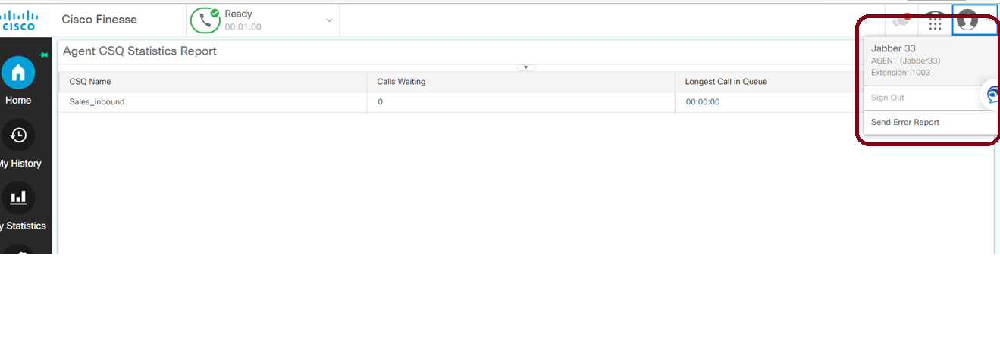 CISCO
Cisco Finesse
Ready
00:01:00
Agent CSQ Statistics Report
CSQ Name
Calls Waiting
Longest Call in Queue
Sales_inbound
0
00:00:00
Jabber 33
AGENT (Jabber33)
Extension: 1003
Sign Out
Send Error Report
Home
My History
y Statistics